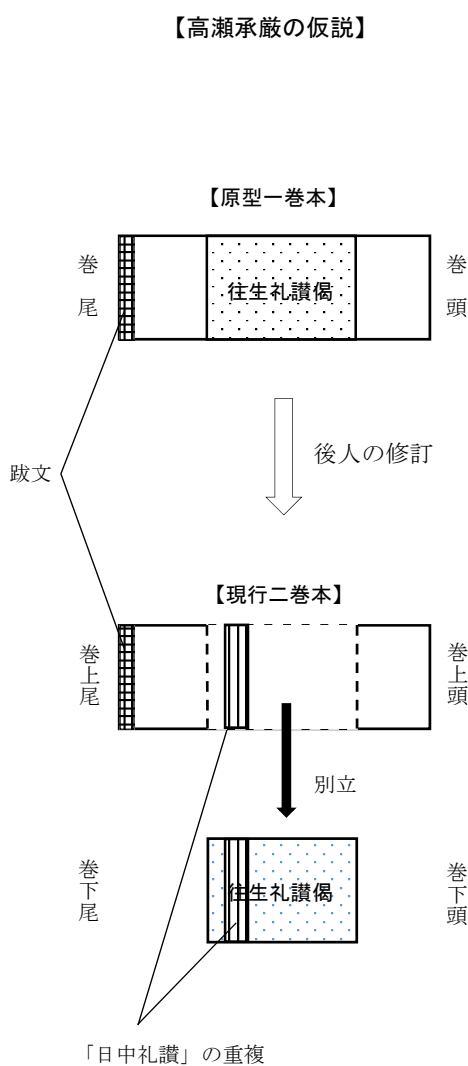 【高瀬承厳の仮説】
【原型一巻本】
巻尾
往生礼讃偈
巻頭
後人の修訂
跋文
【現行二巻本】
巻上尾
巻上頭
別立
巻下尾
往生礼讃偈
巻下頭
「日中礼讃」の重複